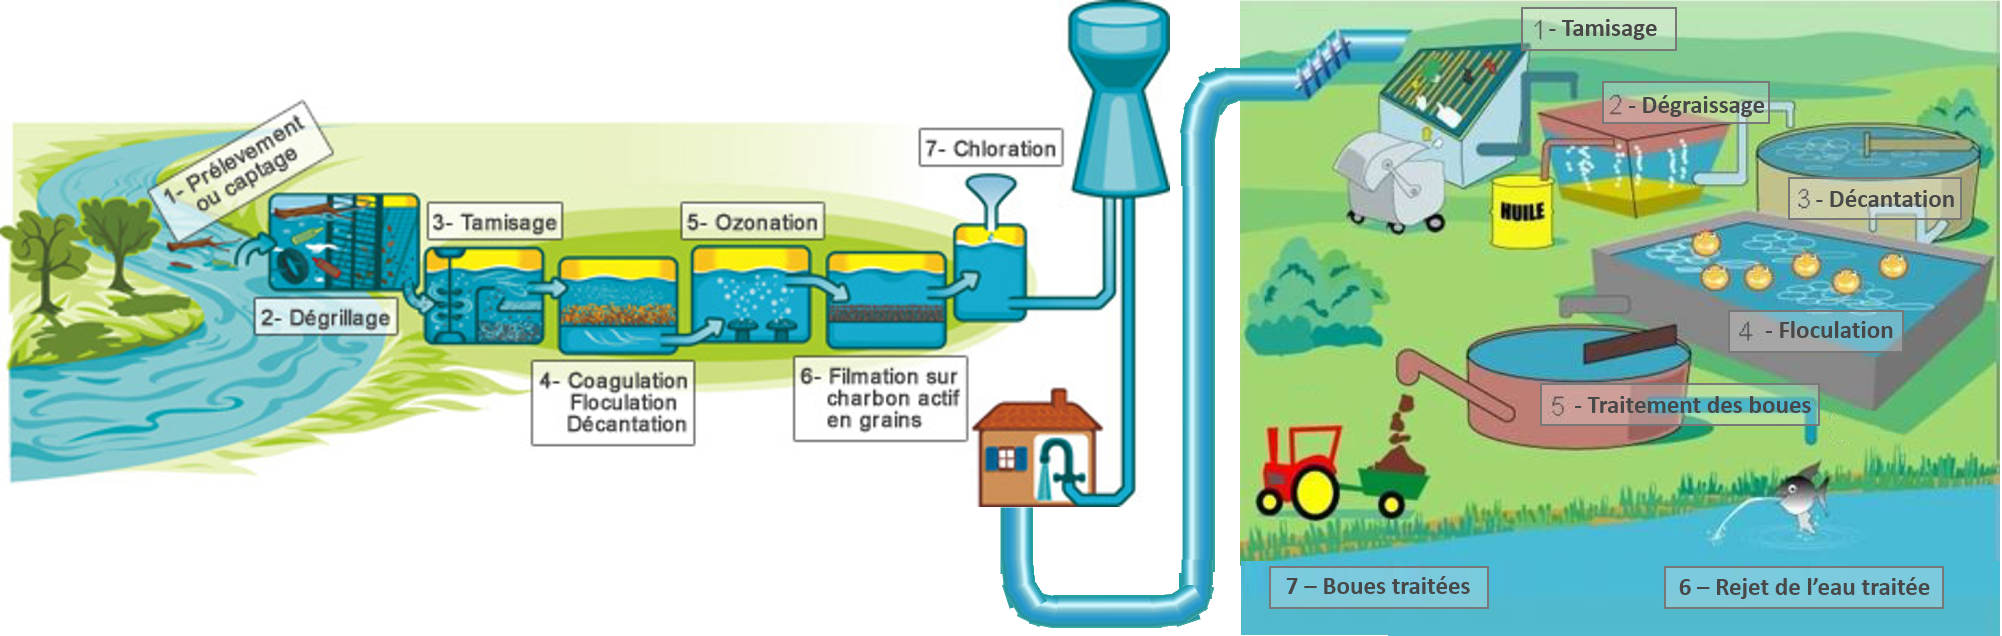 1- Prélevement
ou captage
2- Dégrillage
3- Tamisage
4- Coagulation
Floculation
Décantation
5- Ozonation
6- Filmation sur
charbon actif
en grains
7- Chloration
1- Tamisage
2 - Dégraissage
HUILE
3 - Décantation
4 - Floculation
5 - Traitement des boues
7 – Boues traitées
6 – Rejet de l’eau traitée